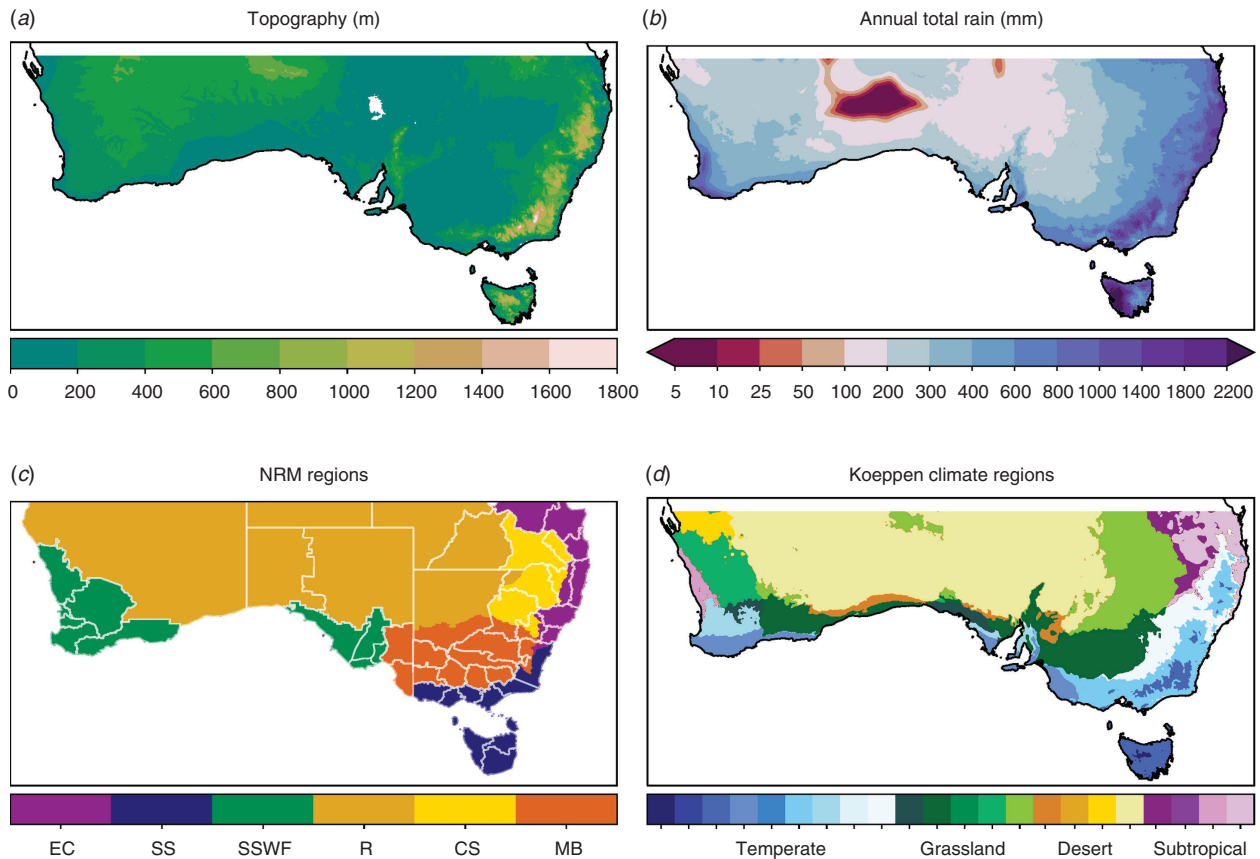 (a) Topography (m)
0 200 400 600 800 1000 1200 1400 1600 1800
(b) Annual total rain (mm)
5 10 25 50 100 200 300 400 600 800 1000 1400 1800 2200
(c) NRM regions
EC SS SSWF R CS MB
(d) Koeppen climate regions
Temperate Grassland Desert Subtropical